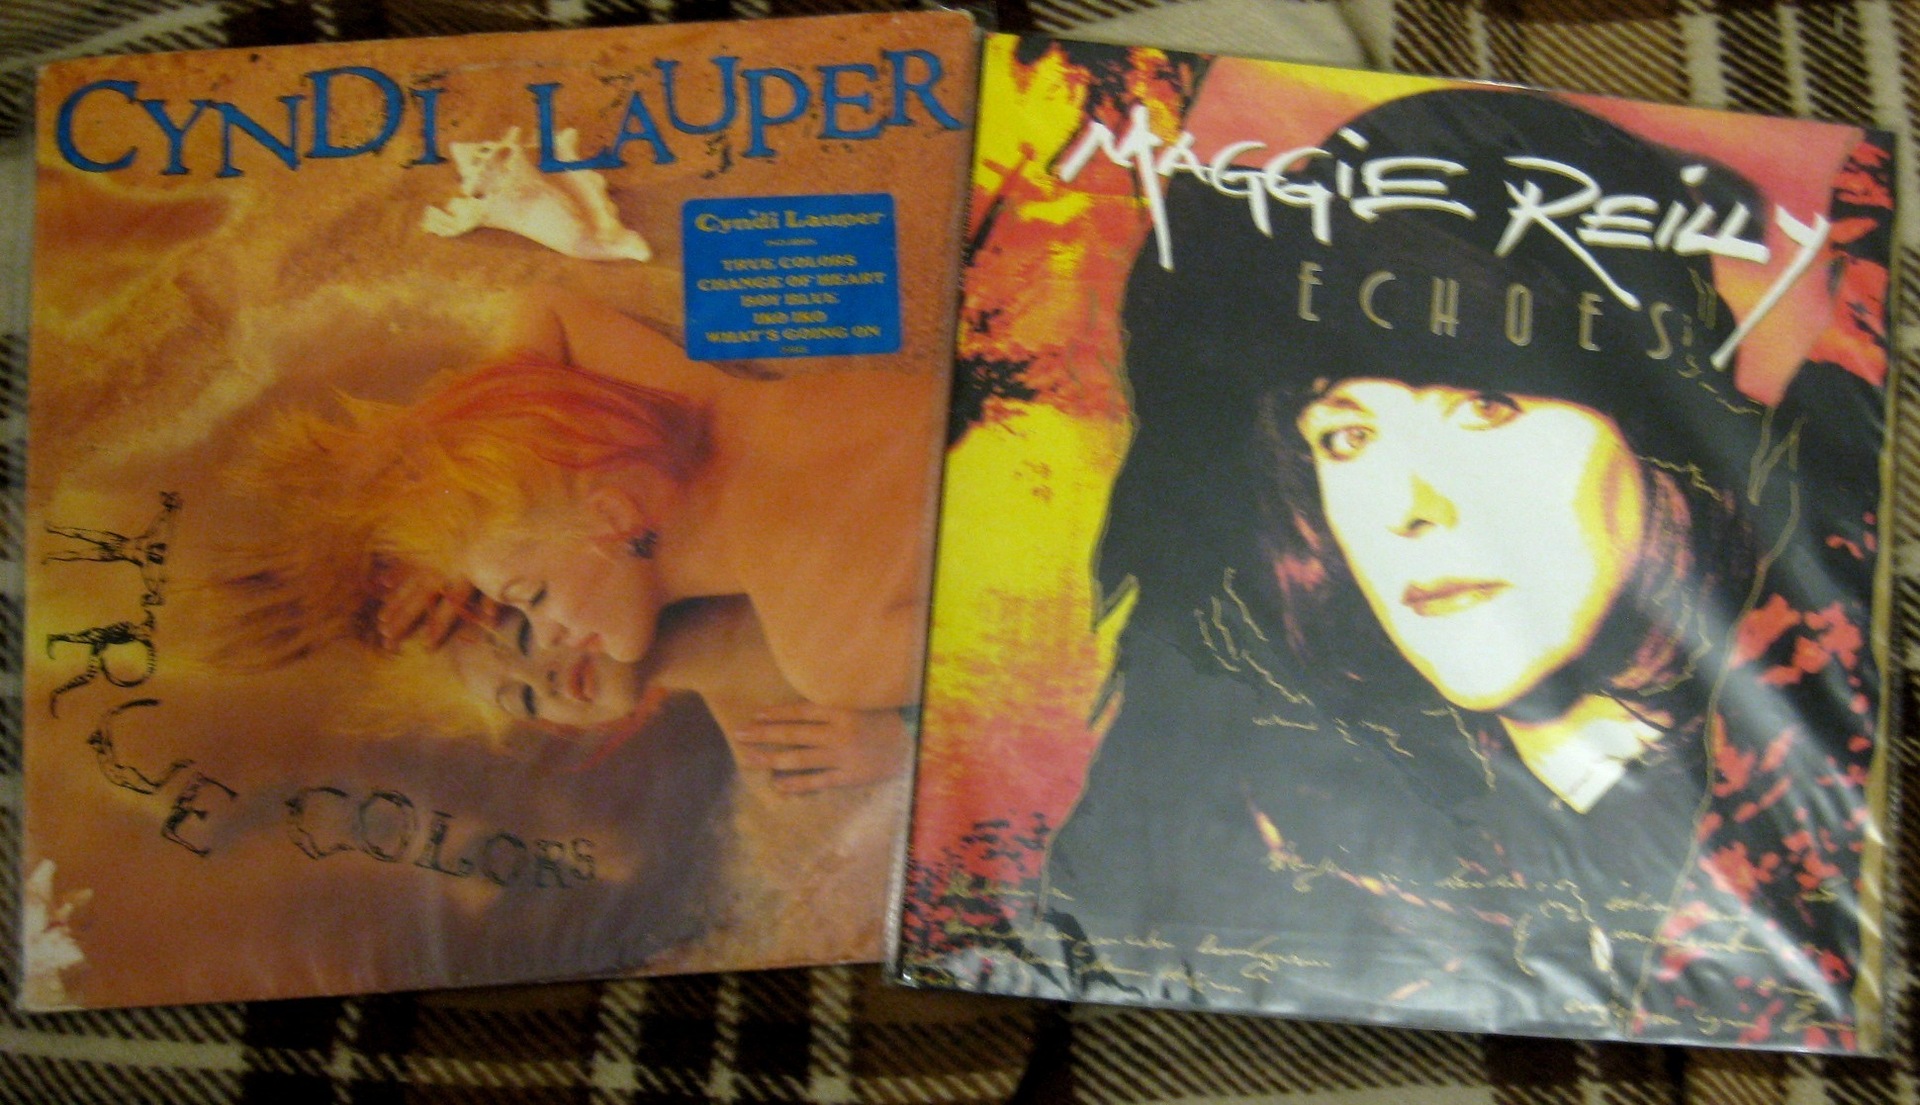 CYNDI LAUPER
Cyndi Lauper
TRUE COLORS
CHANGE OF HEART
BOY BLUE
IKO IKO
WHAT'S GOING ON
TRUE COLORS
MAGGIE REILLY
ECHOES